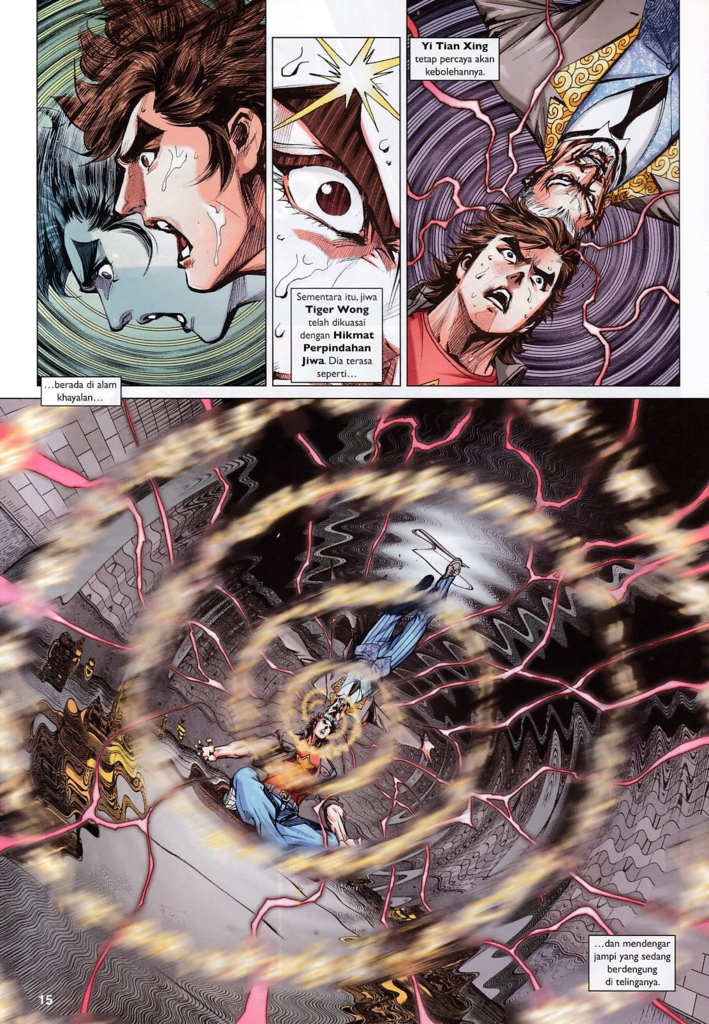 Yi Tian Xing
tetap percaya akan
kebolehannya.
Sementara itu, jiwa
Tiger Wong
telah dikuasai
dengan Hikmat
Perpindahan
Jiwa. Dia terasa
seperti…
…berada di alam
khayalan…
…dan mendengar
jampi yang sedang
berdengung
di telinganya.
15